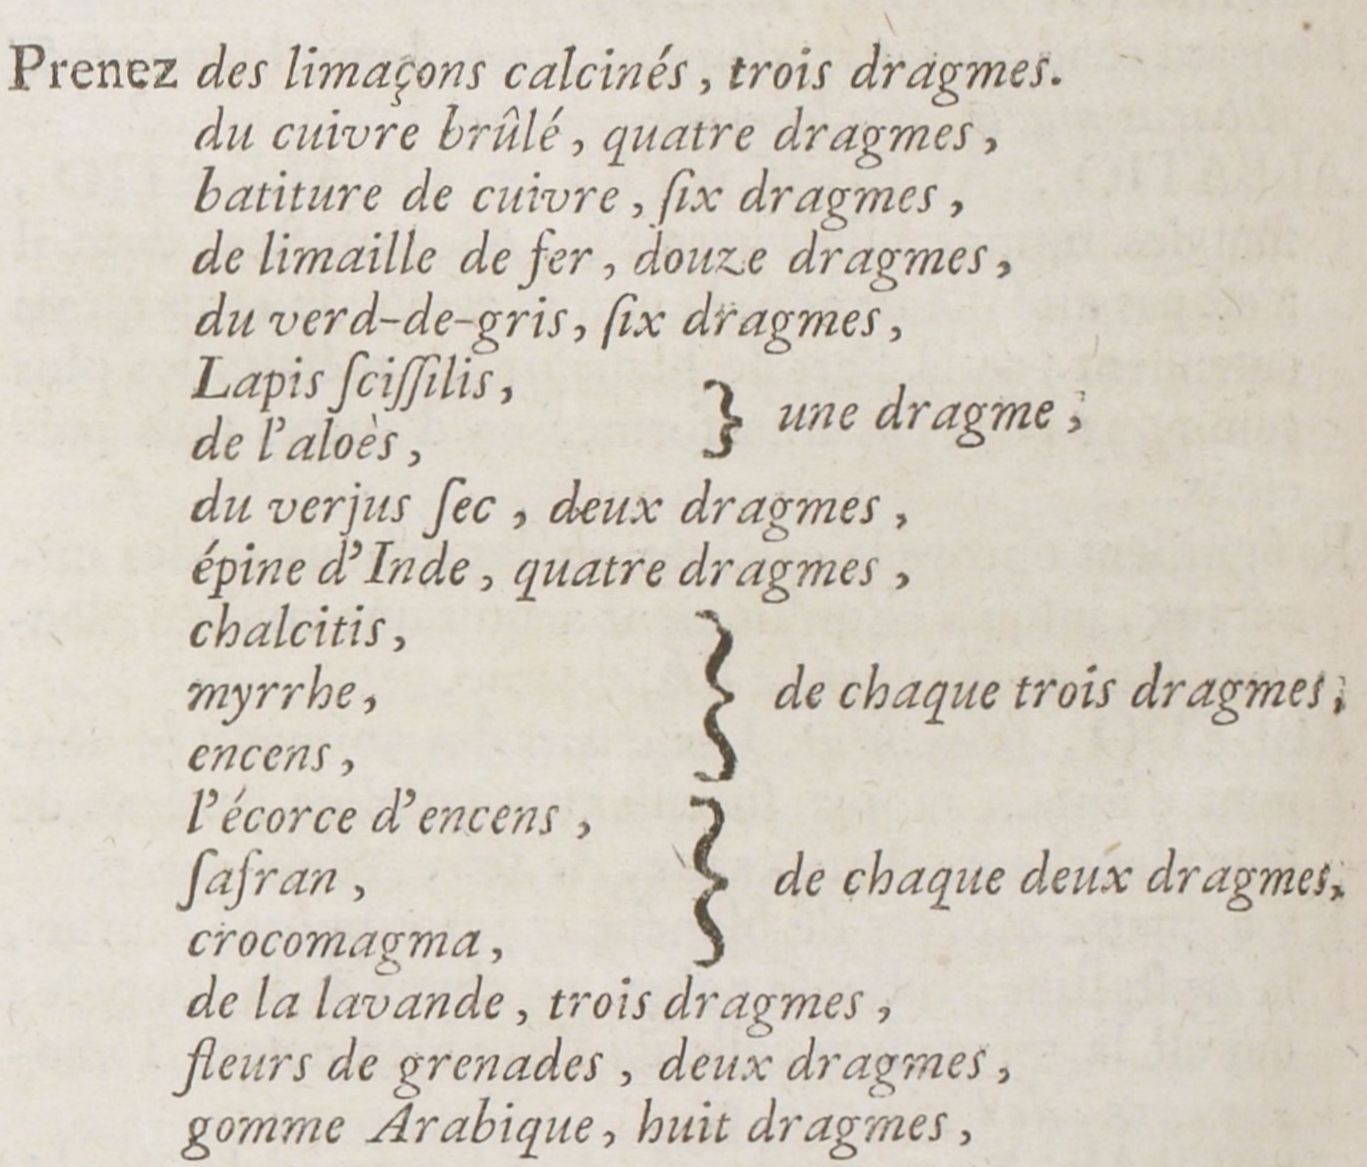 Prenez des limaçons calcinés, trois dragmes.
du cuivre brûlé, quatre dragmes,
batiture de cuivre, ſix dragmes,
de limaille de fer, douze dragmes,
du verd-de-gris, ſix dragmes,
Lapis ſciſſilis,
de l'aloès,
} une dragme;
du verjus ſec, deux dragmes,
épine d'Inde, quatre dragmes,
chalcitis,
myrrhe,
encens,
} de chaque trois dragmes;
l'écorce d'encens,
ſafran,
crocomagma,
} de chaque deux dragmes,
de la lavande, trois dragmes,
fleurs de grenades, deux dragmes,
gomme Arabique, huit dragmes,